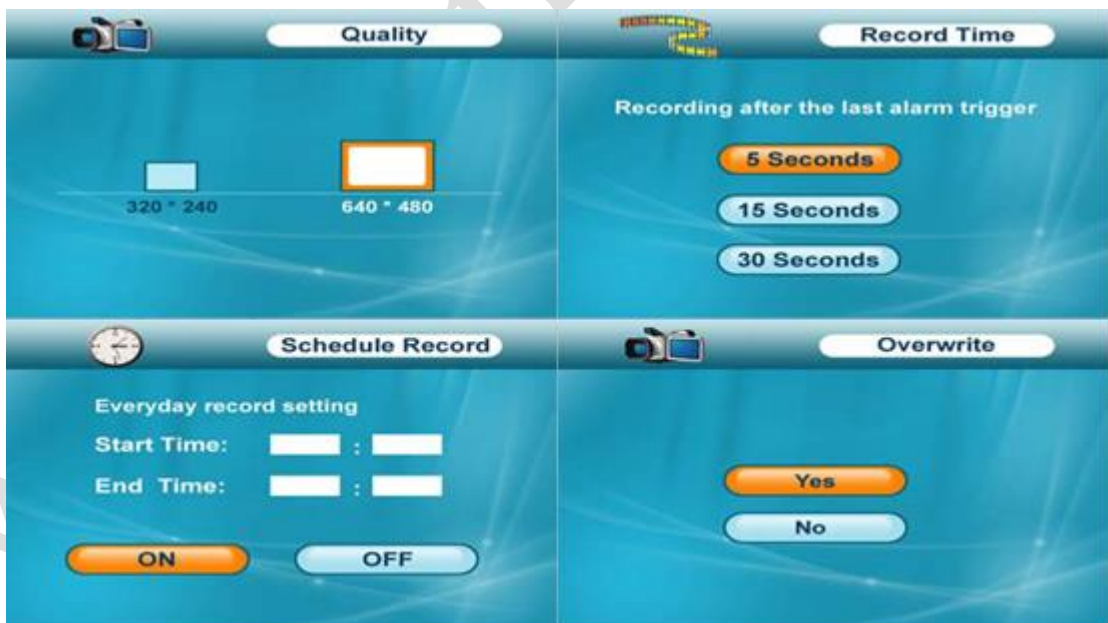 Quality
320 * 240
640 * 480
Record Time
Recording after the last alarm trigger
5 Seconds
15 Seconds
30 Seconds
Schedule Record
Everyday record setting
Start Time: :
End Time: :
ON
OFF
Overwrite
Yes
No